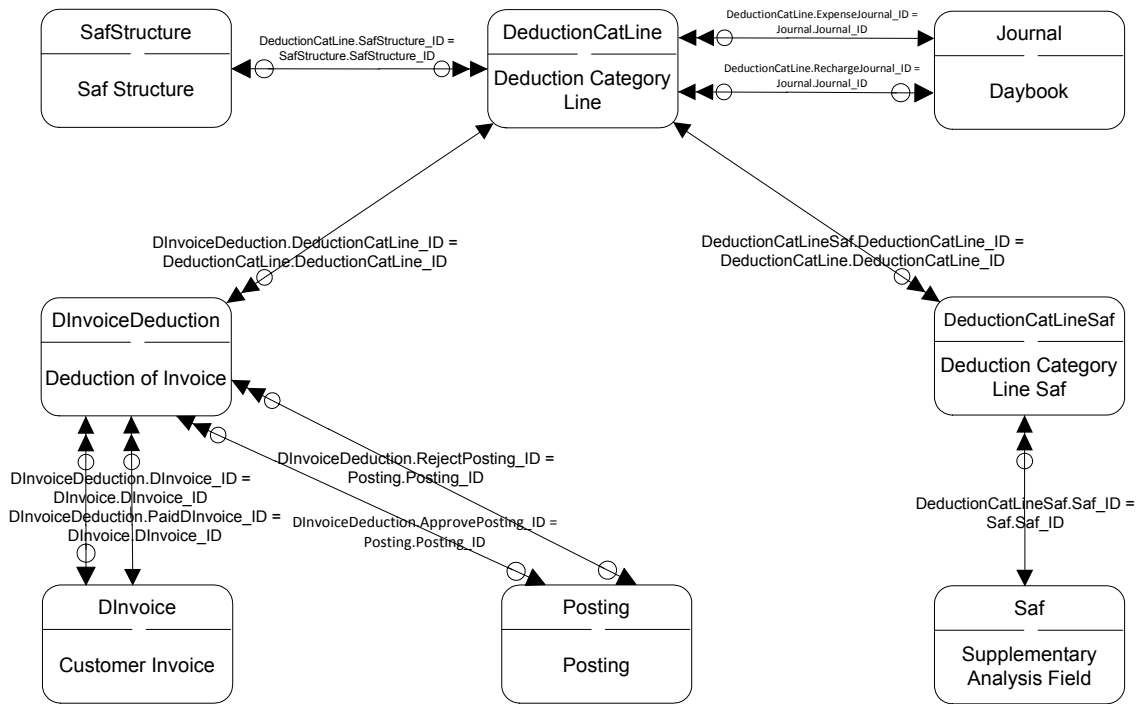 SafStructure
Saf Structure
DeductionCatLine.SafStructure_ID =
SafStructure.SafStructure_ID
DeductionCatLine
Deduction Category
Line
DeductionCatLine.ExpenseJournal_ID =
Journal.Journal_ID
DeductionCatLine.RechargeJournal_ID =
Journal.Journal_ID
Journal
Daybook
DInvoiceDeduction.DeductionCatLine_ID =
DeductionCatLine.DeductionCatLine_ID
DeductionCatLineSaf.DeductionCatLine_ID =
DeductionCatLine.DeductionCatLine_ID
DInvoiceDeduction
Deduction of Invoice
DeductionCatLineSaf
Deduction Category
Line Saf
DInvoiceDeduction.DInvoice_ID =
DInvoice.DInvoice_ID
DInvoiceDeduction.PaidDInvoice_ID =
DInvoice.DInvoice_ID
DInvoiceDeduction.RejectPosting_ID =
Posting.Posting_ID
DInvoiceDeduction.ApprovePosting_ID =
Posting.Posting_ID
DeductionCatLineSaf.Saf_ID =
Saf.Saf_ID
DInvoice
Customer Invoice
Posting
Posting
Saf
Supplementary
Analysis Field